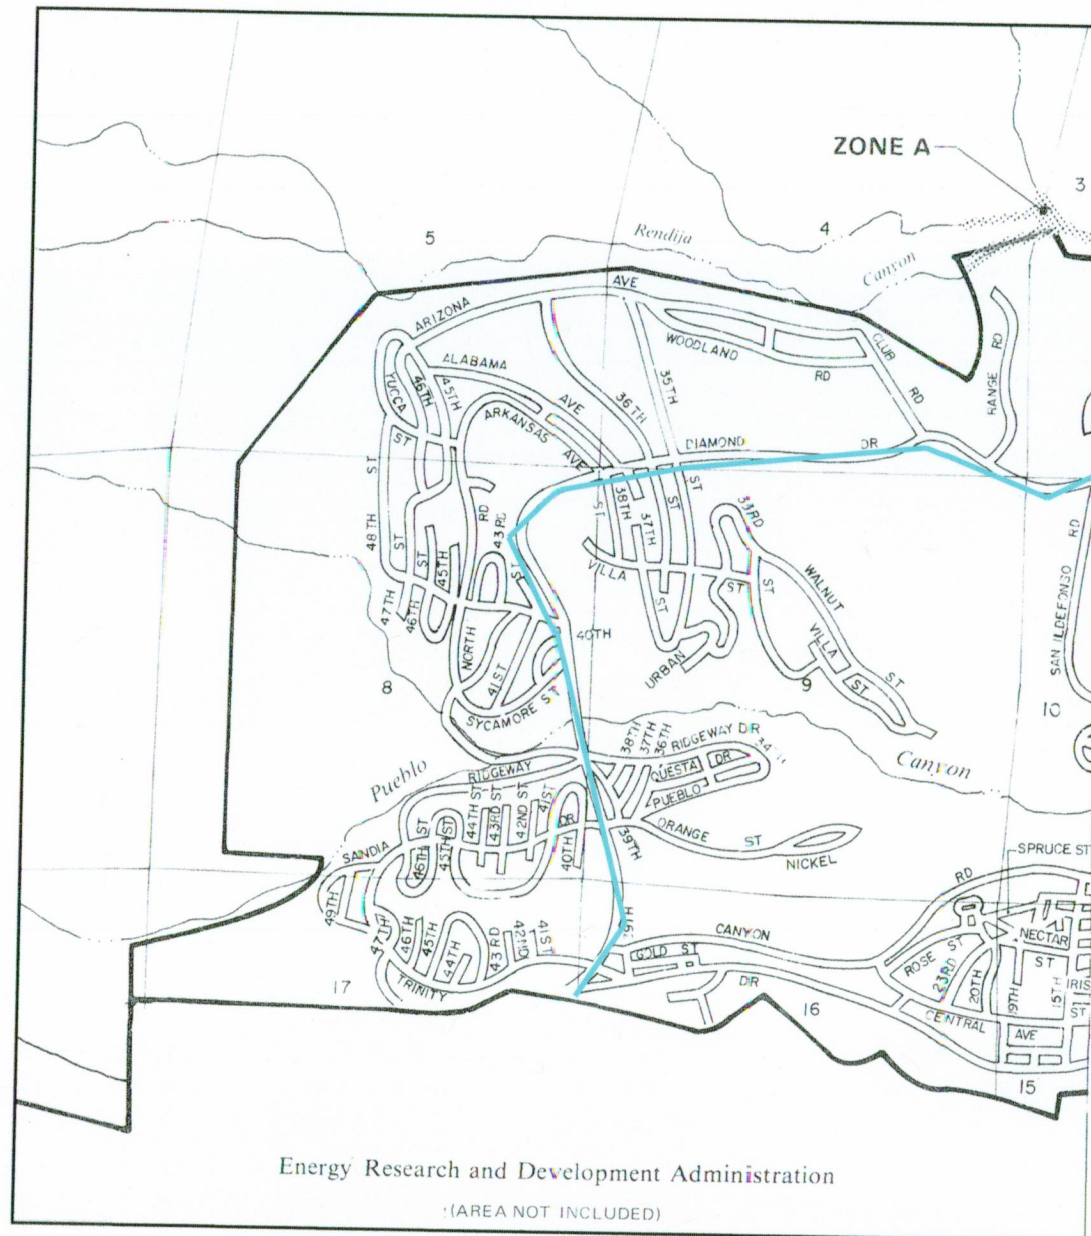 ZONE A
3
5
4
Rendija
Canyon
AVE
ARIZONA
WOODLAND
RD
CLUB
RD
RANGE RD
ALABAMA
AVE
YUCCA
ST
46TH
45TH
36TH
35TH
ARKANSAS
AVE
DIAMOND
DR
ST
48TH
ST
ST
ST
RD
43RD
ST
38TH
ST
37TH
ST
ST
33RD
ST
WALNUT
ST
VILLA
ST
VILLA
ST
47TH
46TH
45TH
40TH
NORTH
41ST
SYCAMORE ST
URBAN
SAN ILDEFONSO RD
8
9
10
Pueblo
Canyon
RIDGEWAY
38TH
37TH
36TH
RIDGEWAY DR
34TH
QUESTA DR
PUEBLO
ORANGE ST
NICKEL
39TH
SANDIA
46TH ST
45TH ST
44TH ST
43RD ST
42ND ST
41ST
DR
40TH
49TH
47TH
46TH
45TH
44TH
43RD
42ND
41ST
39TH
TRINITY
DR
GOLD ST
CANYON
RD
SPRUCE ST
NECTAR
ST
ROSE ST
23RD
20TH
19TH
15TH
IRIS
ST
CENTRAL
AVE
17
16
15
Energy Research and Development Administration
(AREA NOT INCLUDED)